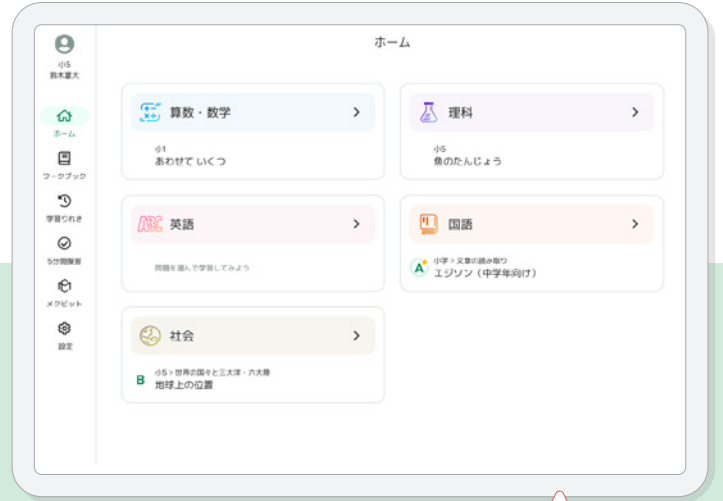 ホーム
小5
鈴木雄大
ホーム
ワークブック
学習りれき
5分間復習
メクビット
設定
算数・数学
小1
あわせて いくつ
理科
小5
魚のたんじょう
ABC 英語
問題を選んで学習してみよう
国語
小学 > 文章の読み取り
A エジソン（中学年向け）
社会
小5 > 世界の国々と三大洋・六大陸
B 地球上の位置